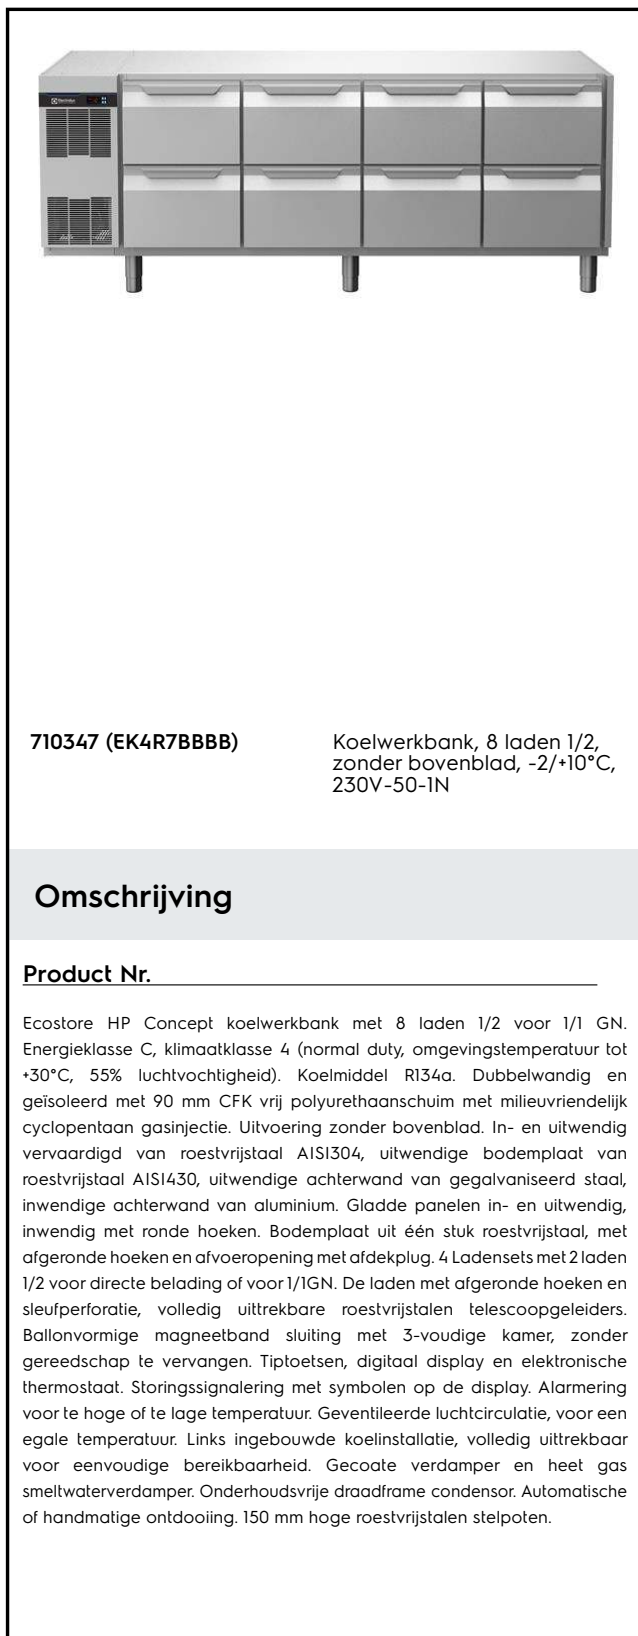 Electrolux
710347 (EK4R7BBBB)
Koelwerkbank, 8 laden 1/2,
zonder bovenblad, -2/+10°C,
230V-50-1N
Omschrijving
Product Nr.
Ecostore HP Concept koelwerkbank met 8 laden 1/2 voor 1/1 GN.
Energieklasse C, klimaatklasse 4 (normal duty, omgevingstemperatuur tot
+30°C, 55% luchtvochtigheid). Koelmiddel R134a. Dubbelwandig en
geïsoleerd met 90 mm CFK vrij polyurethaanschuim met milieuvriendelijk
cyclopentaan gasinjectie. Uitvoering zonder bovenblad. In- en uitwendig
vervaardigd van roestvrijstaal AISI304, uitwendige bodemplaat van
roestvrijstaal AISI430, uitwendige achterwand van gegalvaniseerd staal,
inwendige achterwand van aluminium. Gladde panelen in- en uitwendig,
inwendig met ronde hoeken. Bodemplaat uit één stuk roestvrijstaal, met
afgeronde hoeken en afvoeropening met afdekplug. 4 Ladensets met 2 laden
1/2 voor directe belading of voor 1/1GN. De laden met afgeronde hoeken en
sleufperforatie, volledig uittrekbare roestvrijstalen telescoopgeleiders.
Ballonvormige magneetband sluiting met 3-voudige kamer, zonder
gereedschap te vervangen. Tiptoetsen, digitaal display en elektronische
thermostaat. Storingssignalering met symbolen op de display. Alarmering
voor te hoge of te lage temperatuur. Geventileerde luchtcirculatie, voor een
egale temperatuur. Links ingebouwde koelinstallatie, volledig uittrekbaar
voor eenvoudige bereikbaarheid. Gecoate verdamper en heet gas
smeltwaterverdamper. Onderhoudsvrije draadframe condensor. Automatische
of handmatige ontdooiing. 150 mm hoge roestvrijstalen stelpoten.